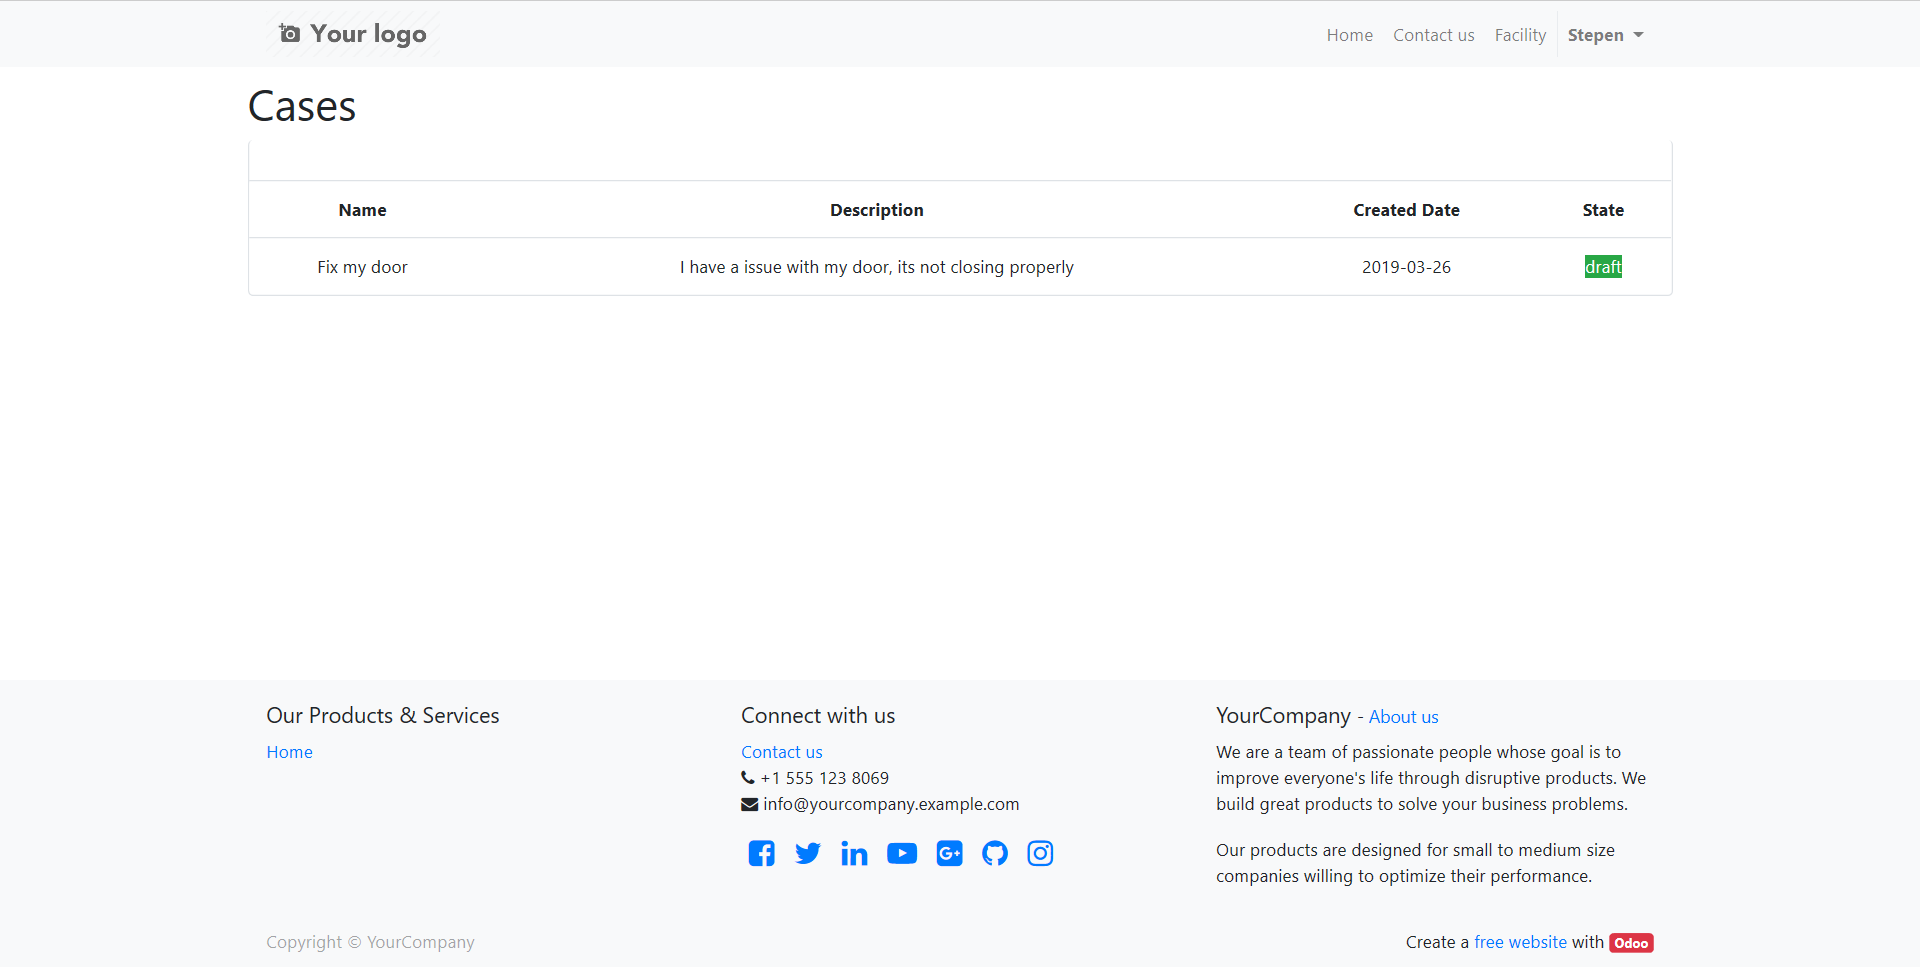 Your logo
Home Contact us Facility Stepen
Cases
Name Description Created Date State
Fix my door I have a issue with my door, its not closing properly 2019-03-26 draft
Our Products & Services
Home
Connect with us
Contact us
+1 555 123 8069
info@yourcompany.example.com
YourCompany - About us
We are a team of passionate people whose goal is to
improve everyone's life through disruptive products. We
build great products to solve your business problems.
Our products are designed for small to medium size
companies willing to optimize their performance.
Copyright © YourCompany
Create a free website with Odoo